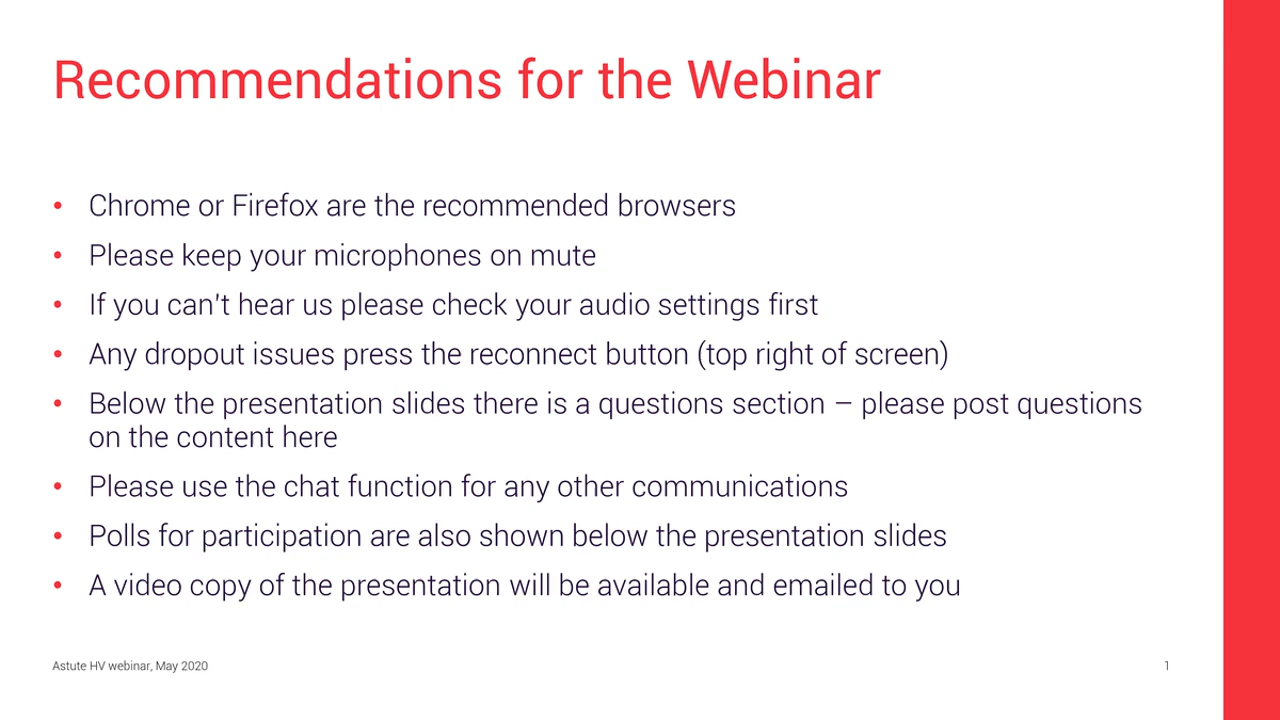 Recommendations for the Webinar
• Chrome or Firefox are the recommended browsers
• Please keep your microphones on mute
• If you can't hear us please check your audio settings first
• Any dropout issues press the reconnect button (top right of screen)
• Below the presentation slides there is a questions section – please post questions
on the content here
• Please use the chat function for any other communications
• Polls for participation are also shown below the presentation slides
• A video copy of the presentation will be available and emailed to you
Astute HV webinar, May 2020
1